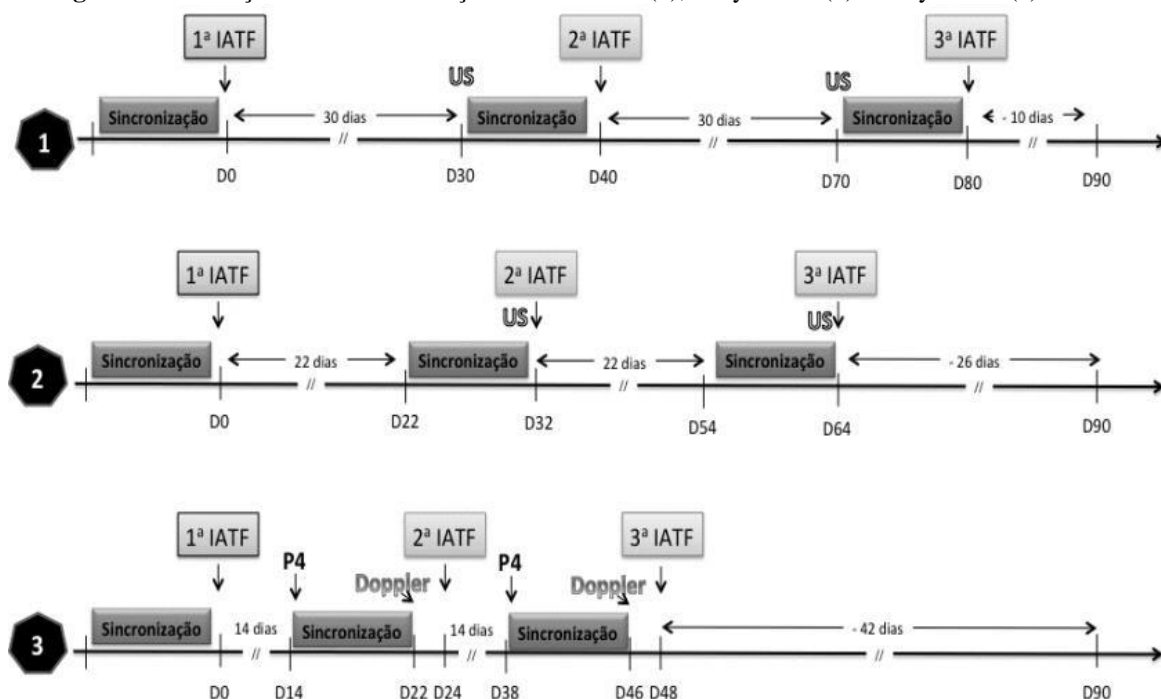 1ª IATF 2ª IATF 3ª IATF
US US
Sincronização 30 dias Sincronização 30 dias Sincronização - 10 dias
1 // // //
D0 D30 D40 D70 D80 D90
1ª IATF 2ª IATF 3ª IATF
US US
Sincronização 22 dias Sincronização 22 dias Sincronização - 26 dias
2 // // //
D0 D22 D32 D54 D64 D90
1ª IATF 2ª IATF 3ª IATF
P4 Doppler P4 Doppler
Sincronização 14 dias Sincronização 14 dias Sincronização - 42 dias
3 // // //
D0 D14 D22 D24 D38 D46 D48 D90